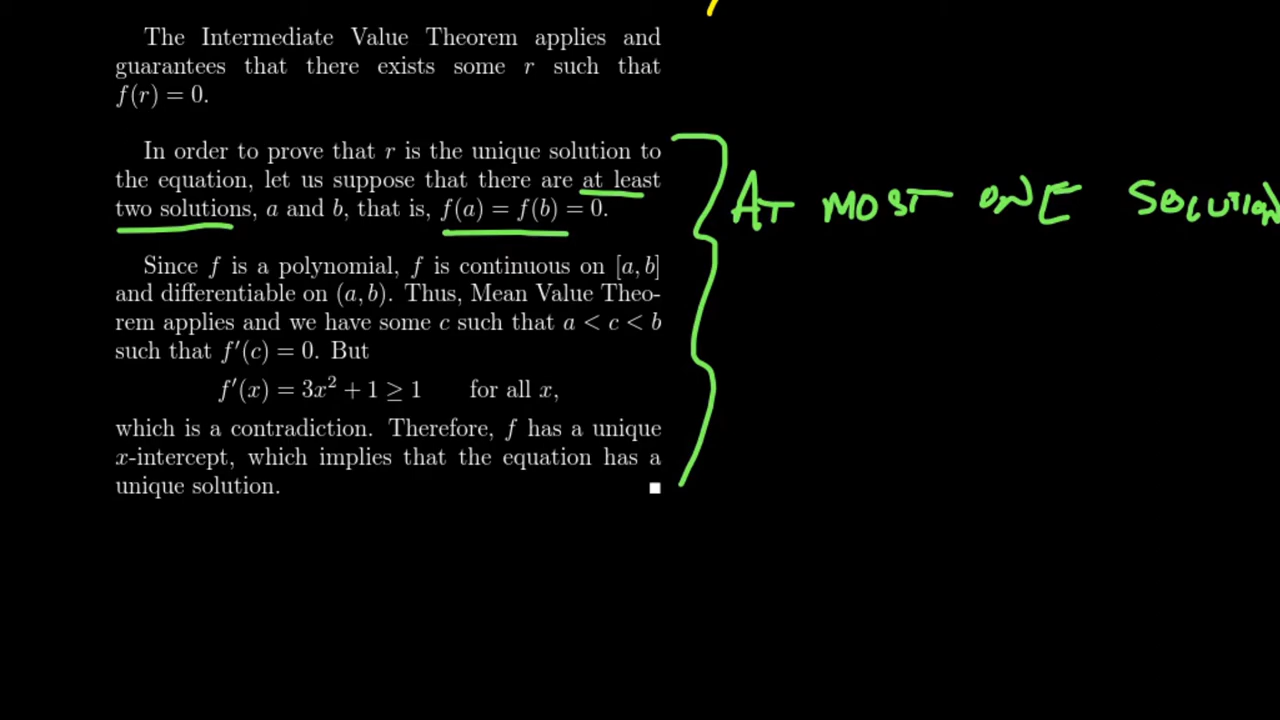 The Intermediate Value Theorem applies and
guarantees that there exists some r such that
f(r) = 0.
In order to prove that r is the unique solution to
the equation, let us suppose that there are at least
two solutions, a and b, that is, f(a) = f(b) = 0.
AT MOST ONE SOLUTION
Since f is a polynomial, f is continuous on [a, b]
and differentiable on (a, b). Thus, Mean Value Theo-
rem applies and we have some c such that a < c < b
such that f′(c) = 0. But
f′(x) = 3x² + 1 ≥ 1 for all x,
which is a contradiction. Therefore, f has a unique
x-intercept, which implies that the equation has a
unique solution.